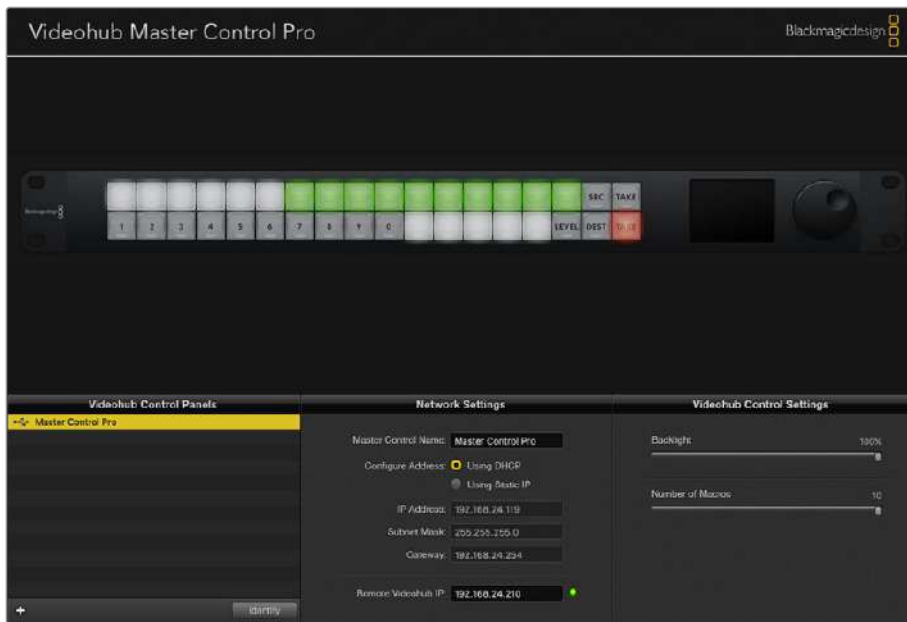 Videohub Master Control Pro
Blackmagicdesign
SRC TAKE
1 2 3 4 5 6 7 8 9 0 LEVEL DEST TAKE
Videohub Control Panels
Master Control Pro
Identify
Network Settings
Master Control Name: Master Control Pro
Configure Address: Using DHCP
Using Static IP
IP Address: 192.168.24.119
Subnet Mask: 255.255.255.0
Gateway: 192.168.24.254
Remote Videohub IP: 192.168.24.210
Videohub Control Settings
Backlight 100%
Number of Macros 10